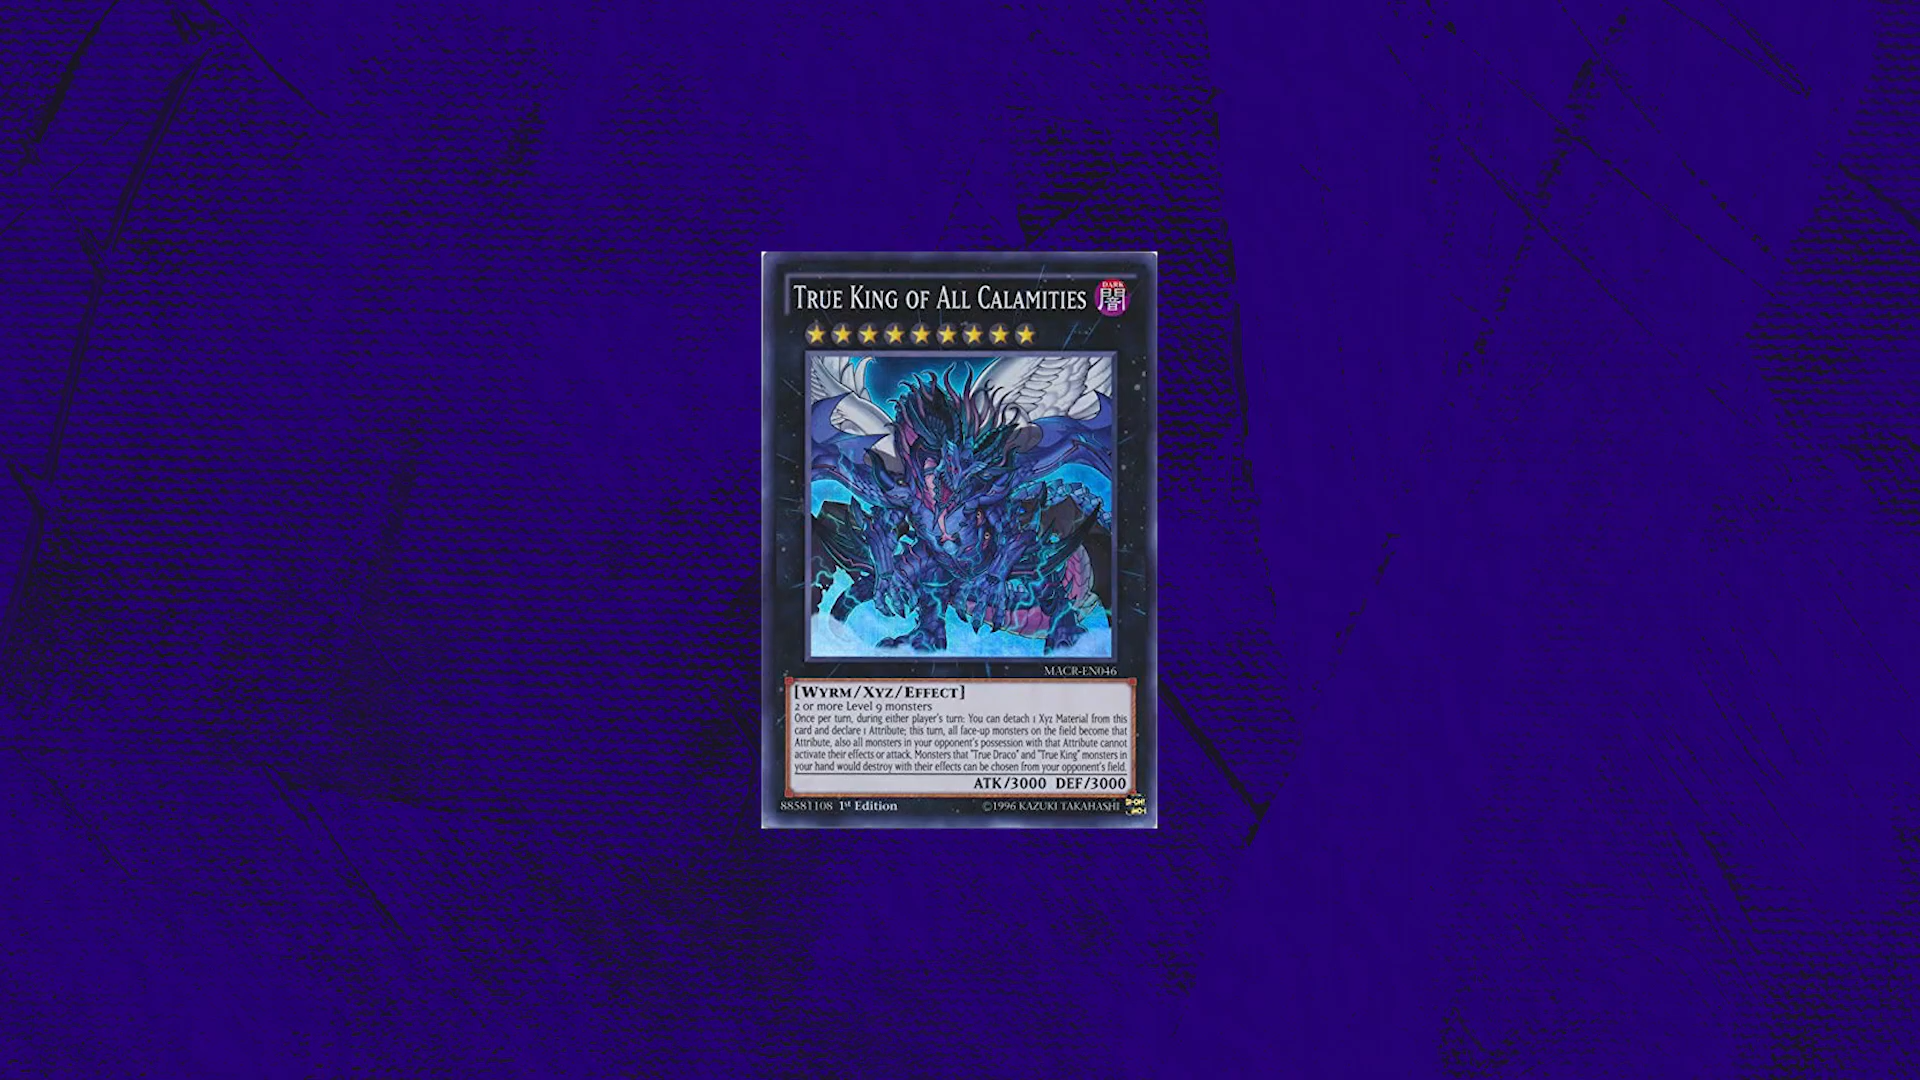 TRUE KING OF ALL CALAMITIES
DARK
闇
MACR-EN046
[WYRM/XYZ/EFFECT]
2 or more Level 9 monsters
Once per turn, during either player's turn: You can detach 1 Xyz Material from this
card and declare 1 Attribute; this turn, all face-up monsters on the field become that
Attribute, also all monsters in your opponent's possession with that Attribute cannot
activate their effects or attack. Monsters that "True Draco" and "True King" monsters in
your hand would destroy with their effects can be chosen from your opponent's field.
ATK/3000 DEF/3000
88581108 1st Edition ©1996 KAZUKI TAKAHASHI